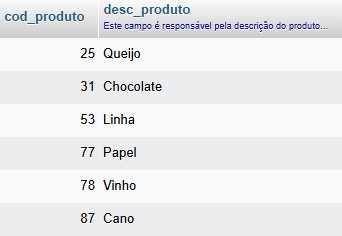 cod_produto desc_produto
Este campo é responsável pela descrição do produto...
25 Queijo
31 Chocolate
53 Linha
77 Papel
78 Vinho
87 Cano